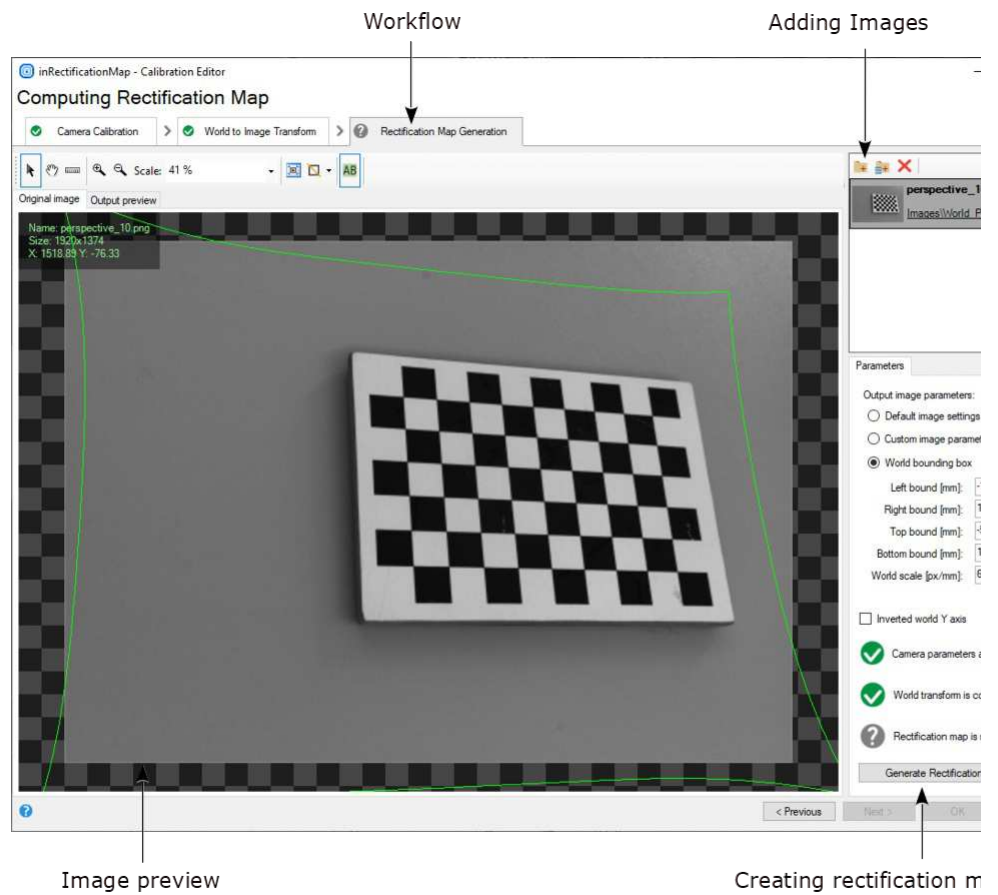 Workflow
Adding Images
inRectificationMap - Calibration Editor
Computing Rectification Map
Camera Calibration > World to Image Transform > Rectification Map Generation
Scale: 41 %
AB
Original image Output preview
Name: perspective_10.png
Size: 1920x1374
X: 1518.89 Y: -76.33
perspective_1
Images\World_P
Parameters
Output image parameters:
Default image settings
Custom image paramet
World bounding box
Left bound [mm]: -
Right bound [mm]: 1
Top bound [mm]:
Bottom bound [mm]: 1
World scale [px/mm]: 6
Inverted world Y axis
Camera parameters a
World transform is co
Rectification map is
Generate Rectification
< Previous
Next >
OK
Image preview
Creating rectification m